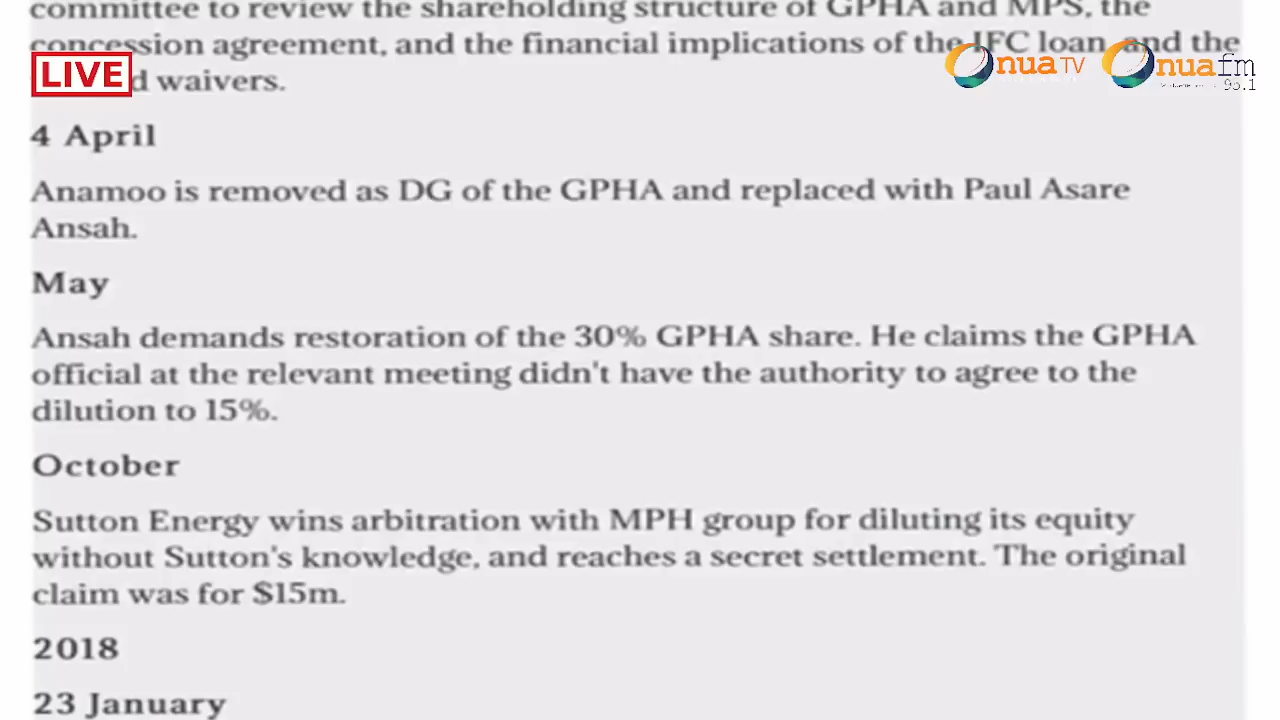 committee to review the shareholding structure of GPHA and MPS, the
concession agreement, and the financial implications of the IFC loan and the
d waivers.
LIVE
Onua TV
Onua fm
95.1
4 April
Anamoo is removed as DG of the GPHA and replaced with Paul Asare
Ansah.
May
Ansah demands restoration of the 30% GPHA share. He claims the GPHA
official at the relevant meeting didn't have the authority to agree to the
dilution to 15%.
October
Sutton Energy wins arbitration with MPH group for diluting its equity
without Sutton's knowledge, and reaches a secret settlement. The original
claim was for $15m.
2018
23 January